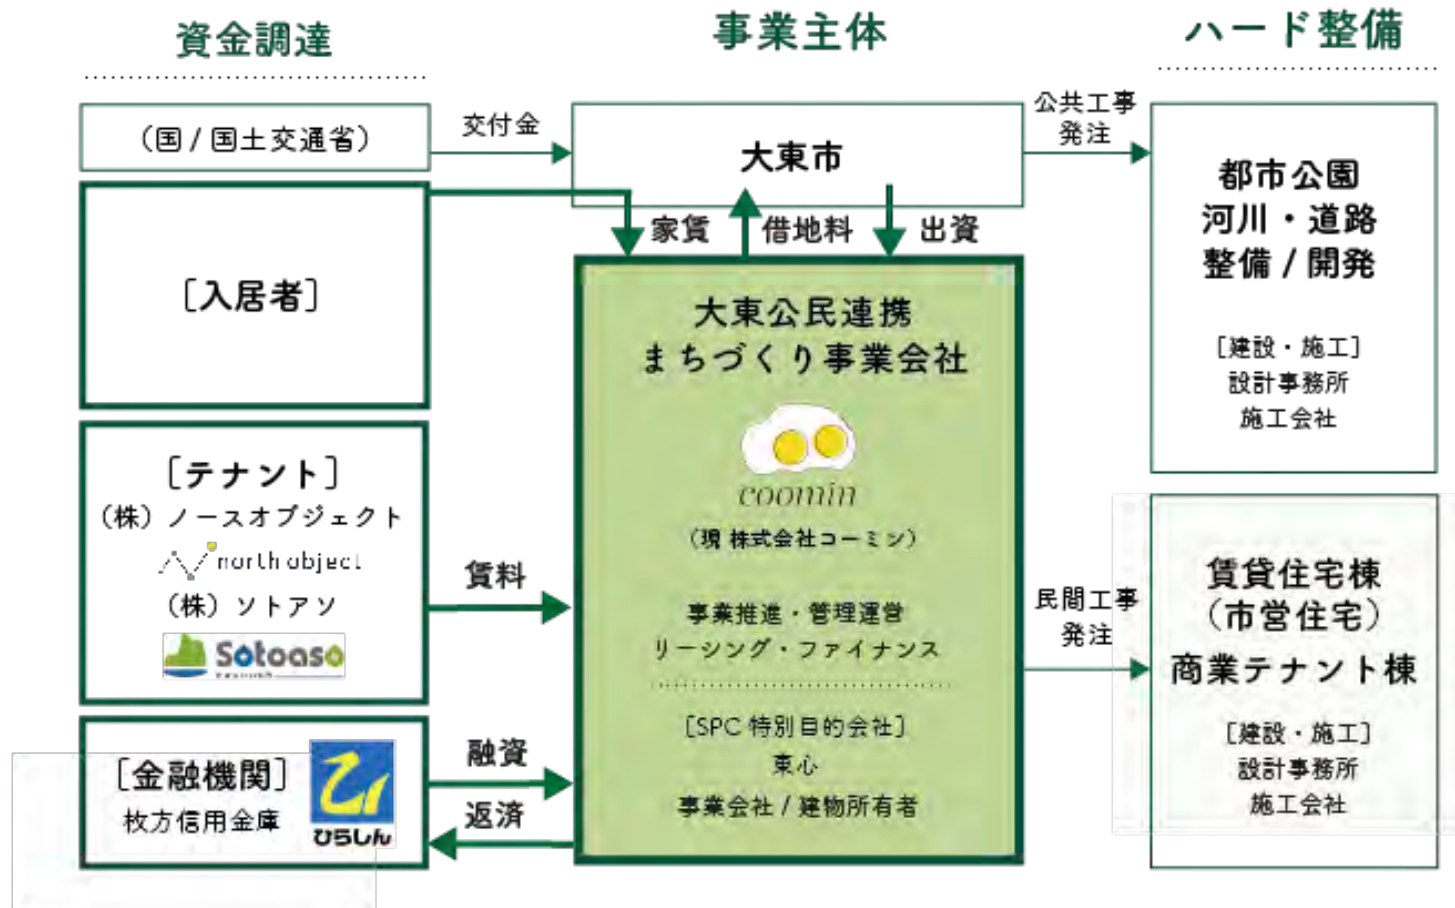 資金調達
事業主体
ハード整備
（国 / 国土交通省）
交付金
大東市
公共工事
発注
都市公園
河川・道路
整備 / 開発
［建設・施工］
設計事務所
施工会社
［入居者］
家賃
借地料
出資
大東公民連携
まちづくり事業会社
coomin
（現 株式会社コーミン）
事業推進・管理運営
リーシング・ファイナンス
［SPC 特別目的会社］
東心
事業会社 / 建物所有者
［テナント］
（株）ノースオブジェクト
north object
（株）ソトアソ
Sotoaso
賃料
民間工事
発注
賃貸住宅棟
（市営住宅）
商業テナント棟
［建設・施工］
設計事務所
施工会社
［金融機関］
枚方信用金庫
ひらしん
融資
返済